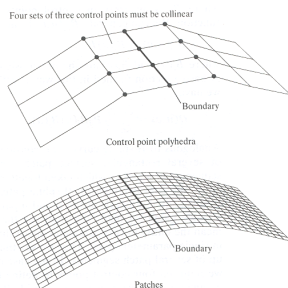 Four sets of three control points must be collinear
Boundary
Control point polyhedra
Boundary
Patches